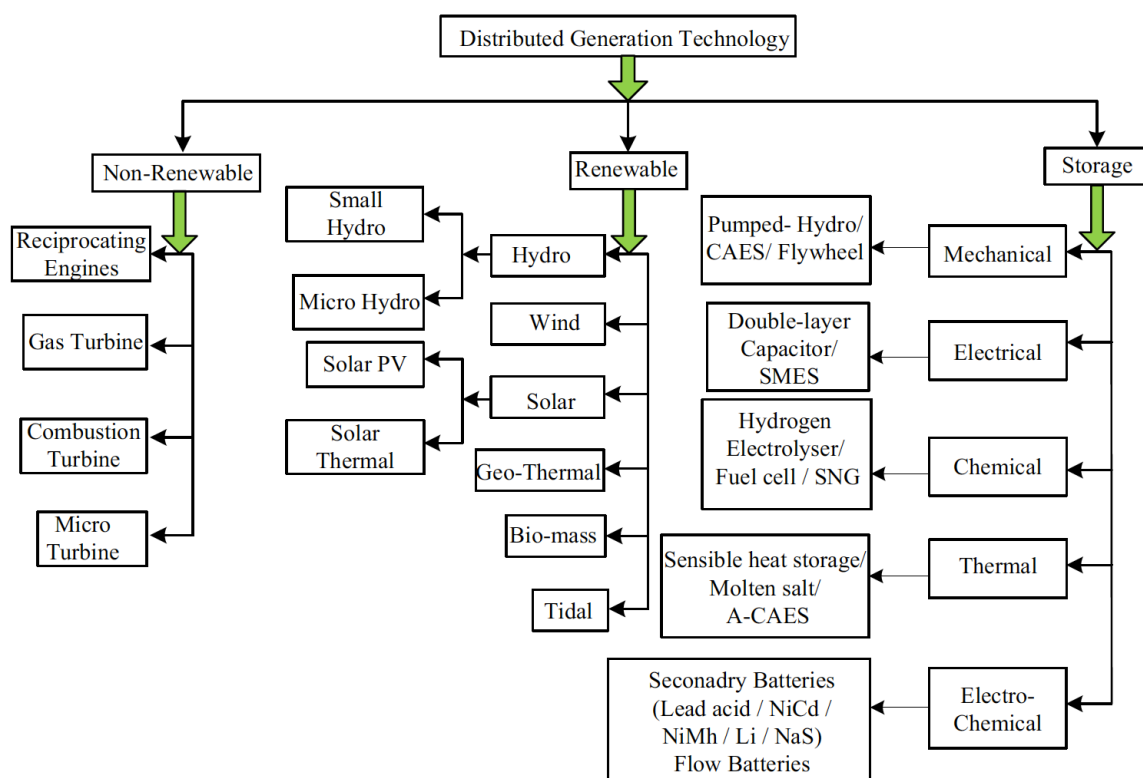 Distributed Generation Technology
Non-Renewable
Renewable
Storage
Reciprocating
Engines
Gas Turbine
Combustion
Turbine
Micro
Turbine
Small
Hydro
Micro Hydro
Hydro
Wind
Solar PV
Solar
Thermal
Solar
Geo-Thermal
Bio-mass
Tidal
Pumped- Hydro/
CAES/ Flywheel
Mechanical
Double-layer
Capacitor/
SMES
Electrical
Hydrogen
Electrolyser/
Fuel cell / SNG
Chemical
Sensible heat storage/
Molten salt/
A-CAES
Thermal
Seconadry Batteries
(Lead acid / NiCd /
NiMh / Li / NaS)
Flow Batteries
Electro-
Chemical